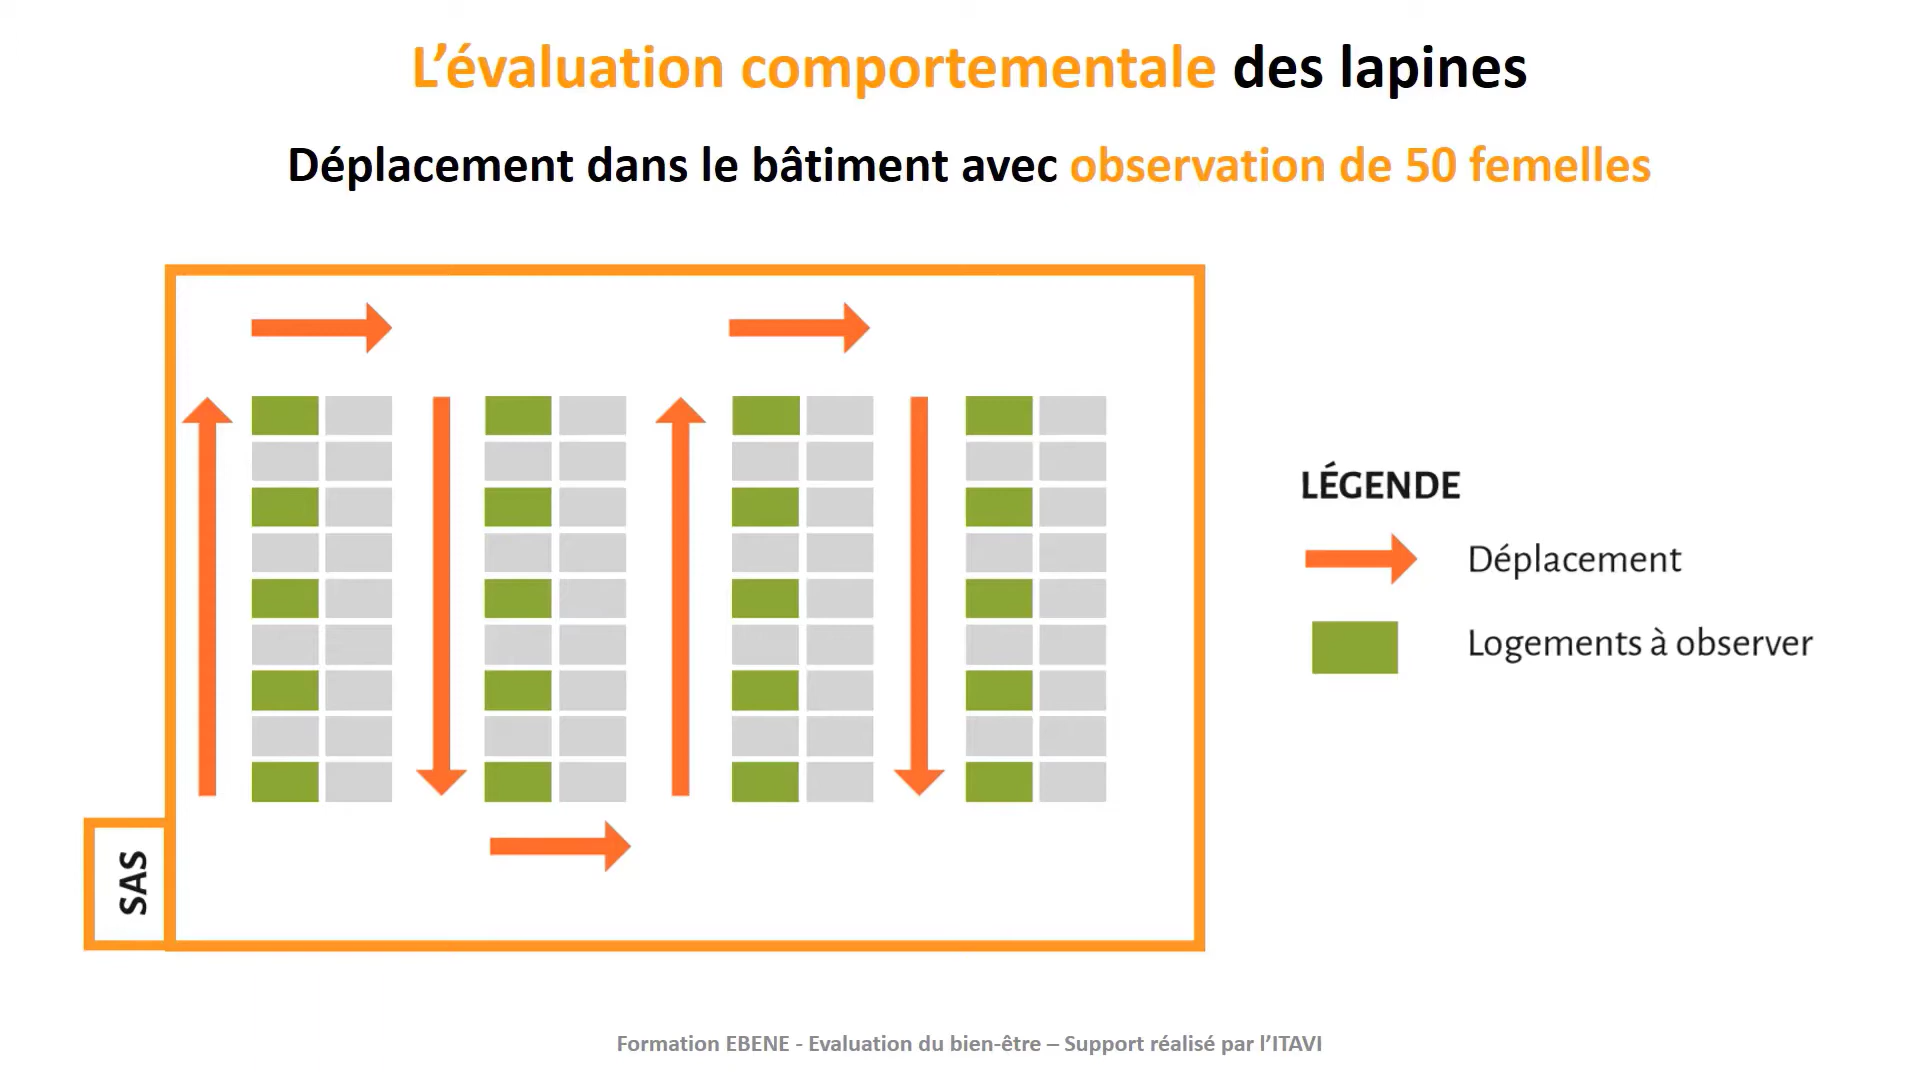 L’évaluation comportementale des lapines
Déplacement dans le bâtiment avec observation de 50 femelles
LÉGENDE
Déplacement
Logements à observer
SAS
Formation EBENE - Evaluation du bien-être – Support réalisé par l’ITAVI